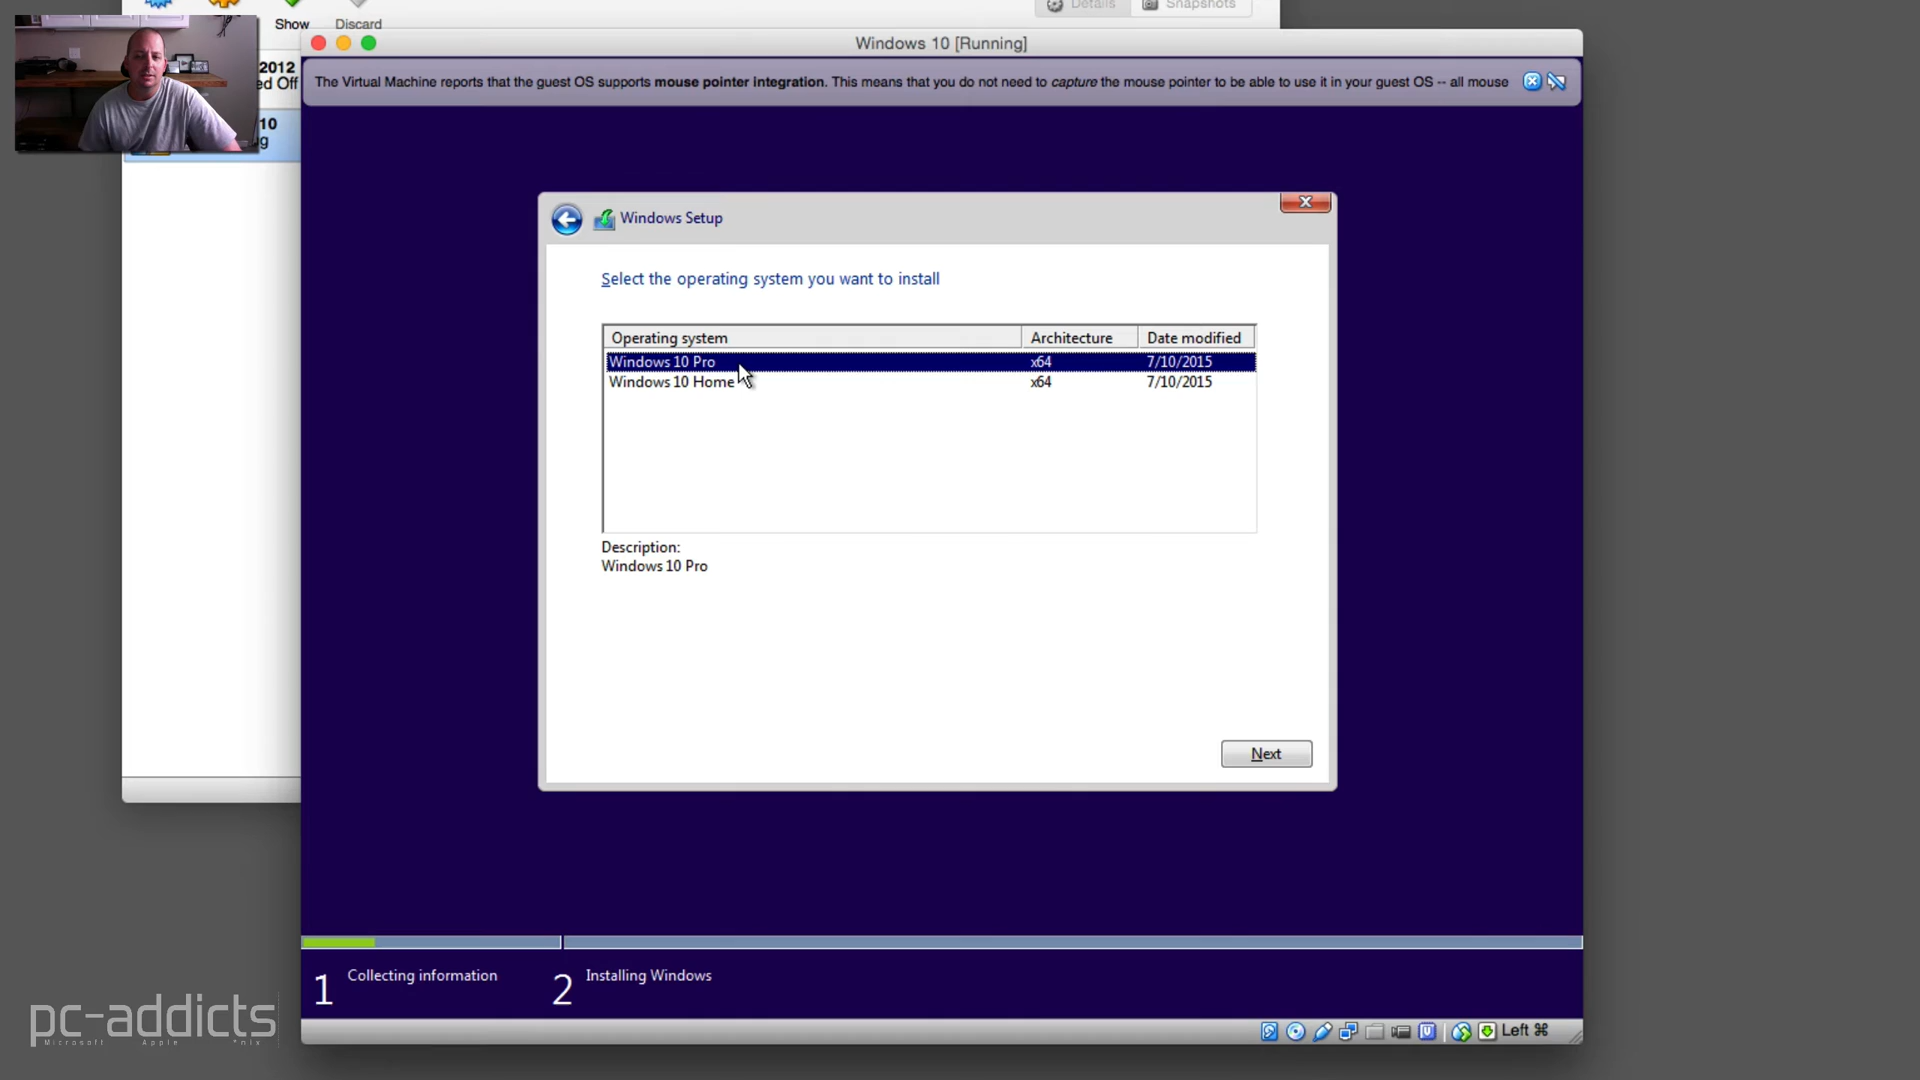 Show
Discard
Details
Snapshots
Windows 10 [Running]
2012
ed Off
10
g
The Virtual Machine reports that the guest OS supports mouse pointer integration. This means that you do not need to capture the mouse pointer to be able to use it in your guest OS -- all mouse
Windows Setup
Select the operating system you want to install
Operating system Architecture Date modified
Windows 10 Pro x64 7/10/2015
Windows 10 Home x64 7/10/2015
Description:
Windows 10 Pro
Next
1 Collecting information
2 Installing Windows
pc-addicts
Microsoft Apple *nix
Left ⌘